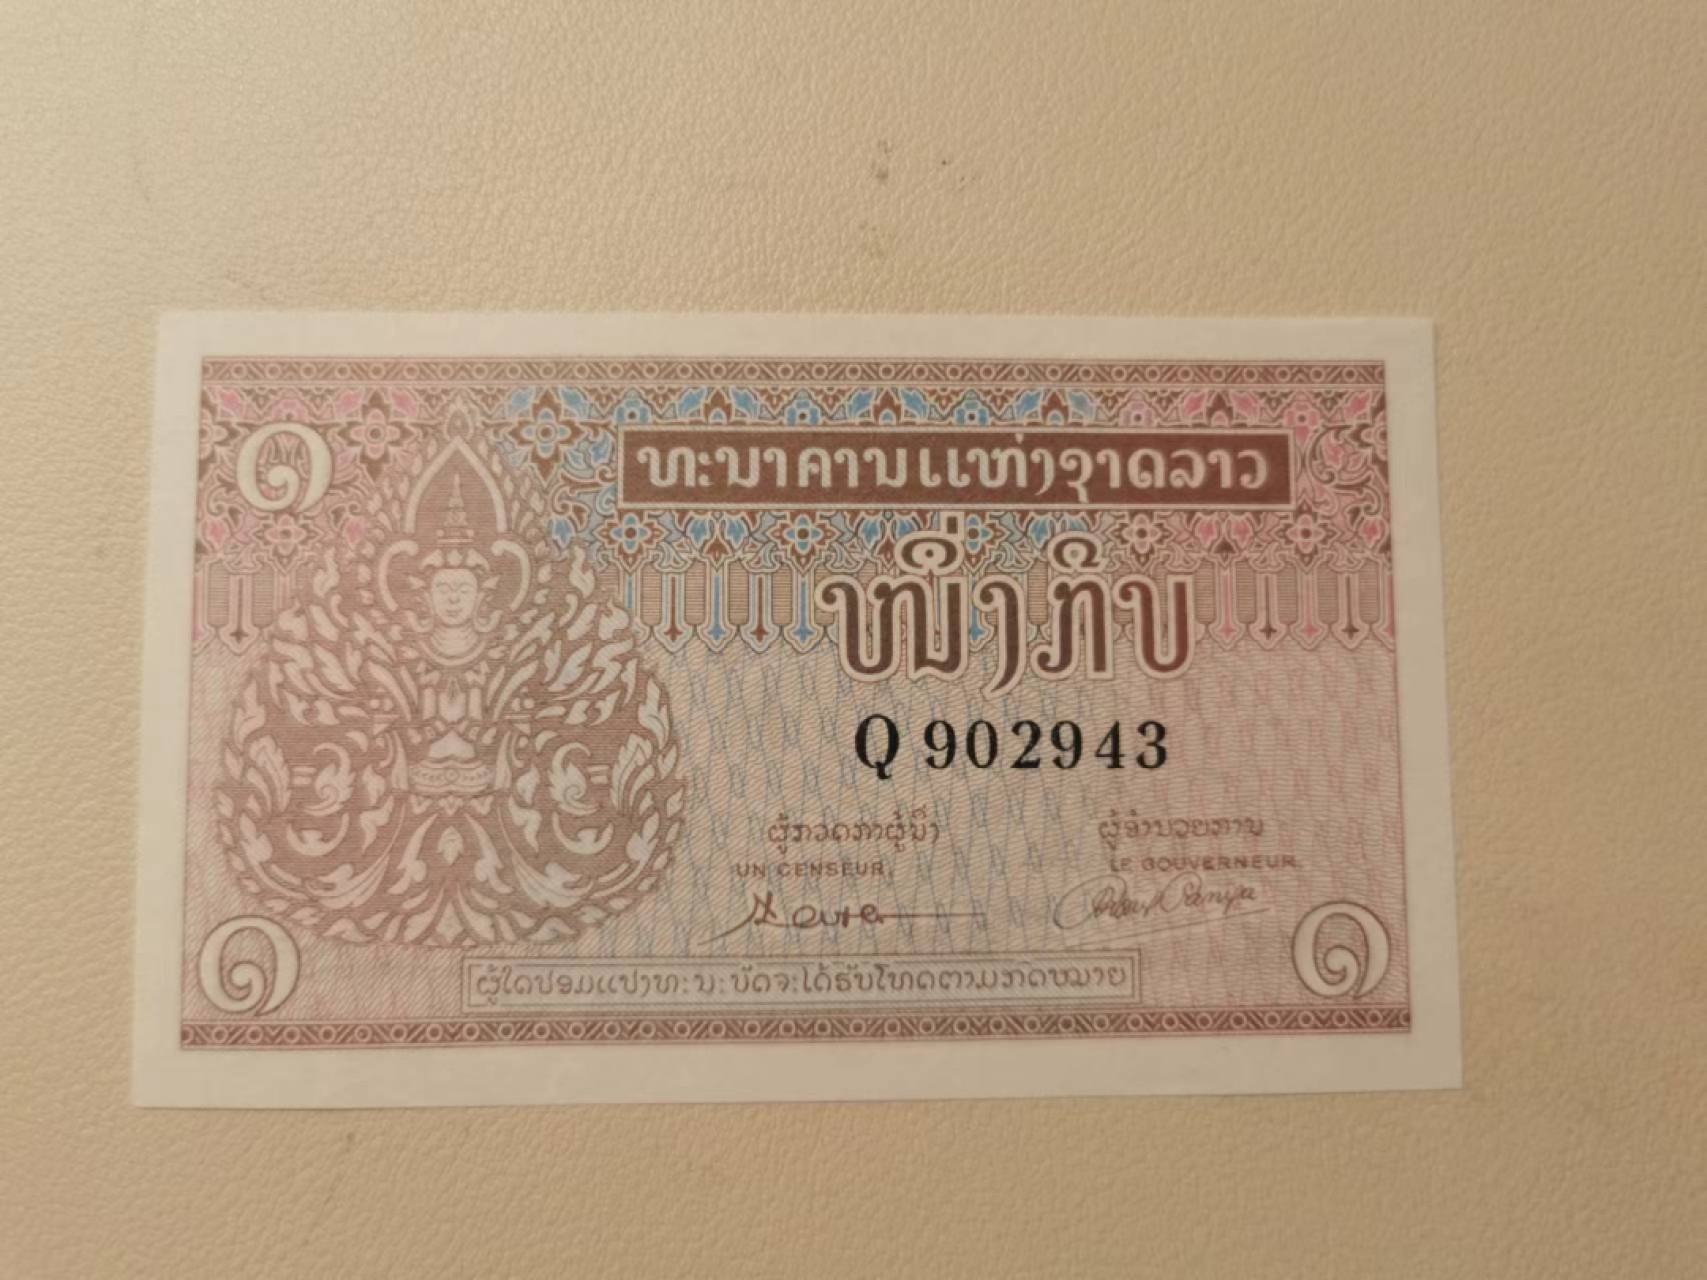 ໑
ທະນາຄານແຫ່ງຊາດລາວ
ໜຶ່ງກີບ
Q 902943
ຜູ້ກວດກາຜູ້ນຶ່ງ
ຜູ້ອຳນວຍການ
UN CENSEUR,
LE GOUVERNEUR,
໑
ຜູ້ໃດປອມແປງທະນະບັດຈະໄດ້ຮັບໂທດຕາມກົດໝາຍ
໑